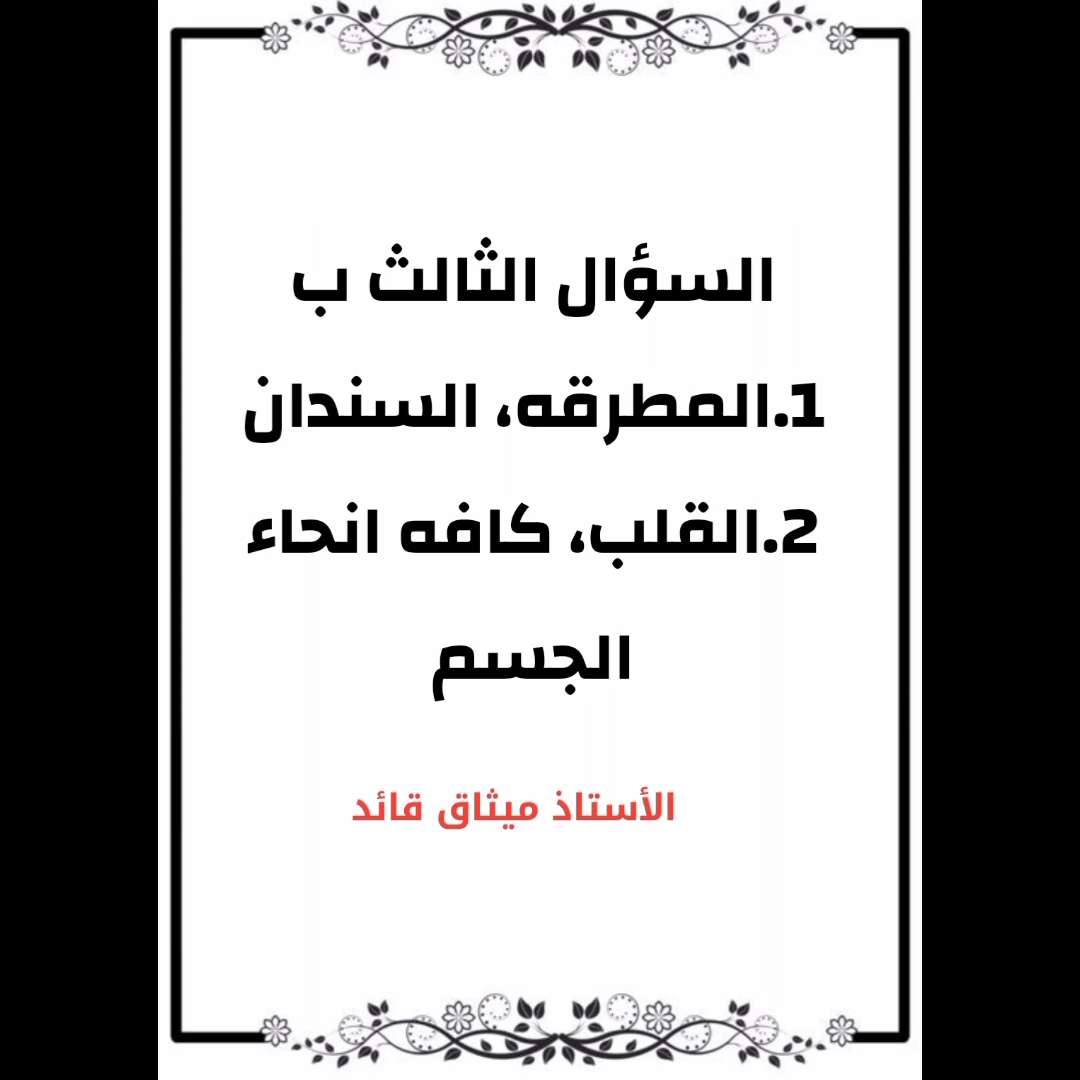 السؤال الثالث ب
1.المطرقه، السندان
2.القلب، كافه انحاء
الجسم
الأستاذ ميثاق قائد